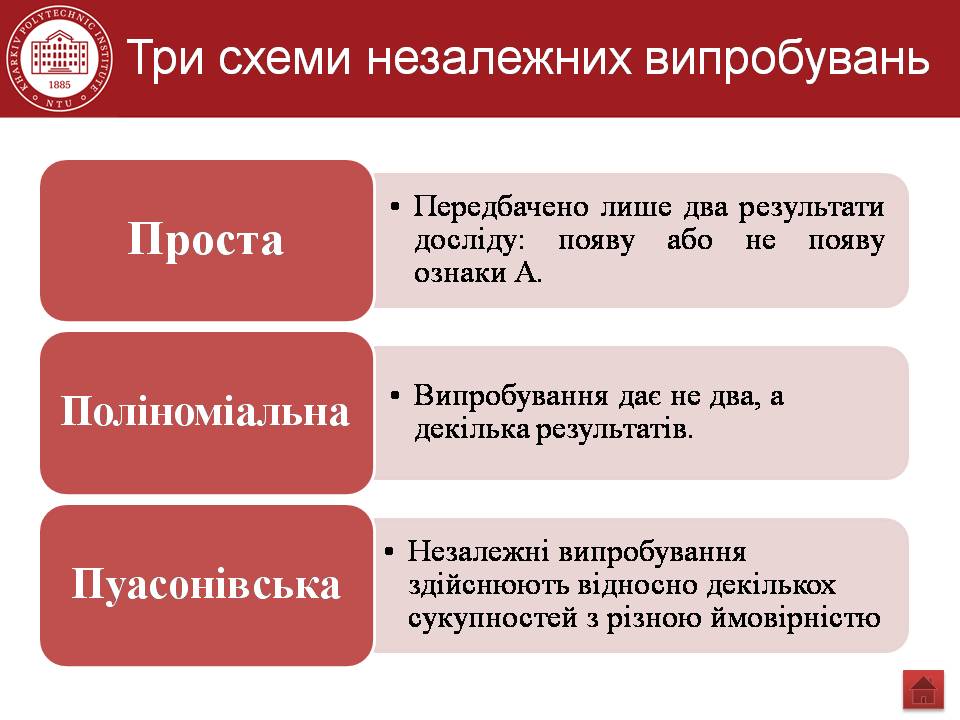 KHARKIV POLYTECHNIC INSTITUTE
1885
NTU
Три схеми незалежних випробувань
Проста
• Передбачено лише два результати
досліду: появу або не появу
ознаки А.
Поліноміальна
• Випробування дає не два, а
декілька результатів.
Пуасонівська
• Незалежні випробування
здійснюють відносно декількох
сукупностей з різною ймовірністю